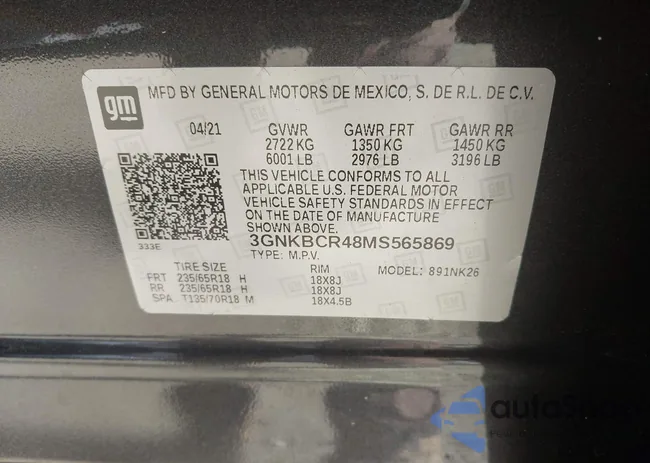 gm
MFD BY GENERAL MOTORS DE MEXICO, S. DE R.L. DE C.V.
04/21 GVWR GAWR FRT GAWR RR
2722 KG 1350 KG 1450 KG
6001 LB 2976 LB 3196 LB
THIS VEHICLE CONFORMS TO ALL
APPLICABLE U.S. FEDERAL MOTOR
VEHICLE SAFETY STANDARDS IN EFFECT
ON THE DATE OF MANUFACTURE
SHOWN ABOVE.
333E
3GNKBCR48MS565869
TYPE: M.P.V.
TIRE SIZE RIM MODEL: 891NK26
FRT 235/65R18 H 18X8J
RR 235/65R18 H 18X8J
SPA T135/70R18 M 18X4.5B